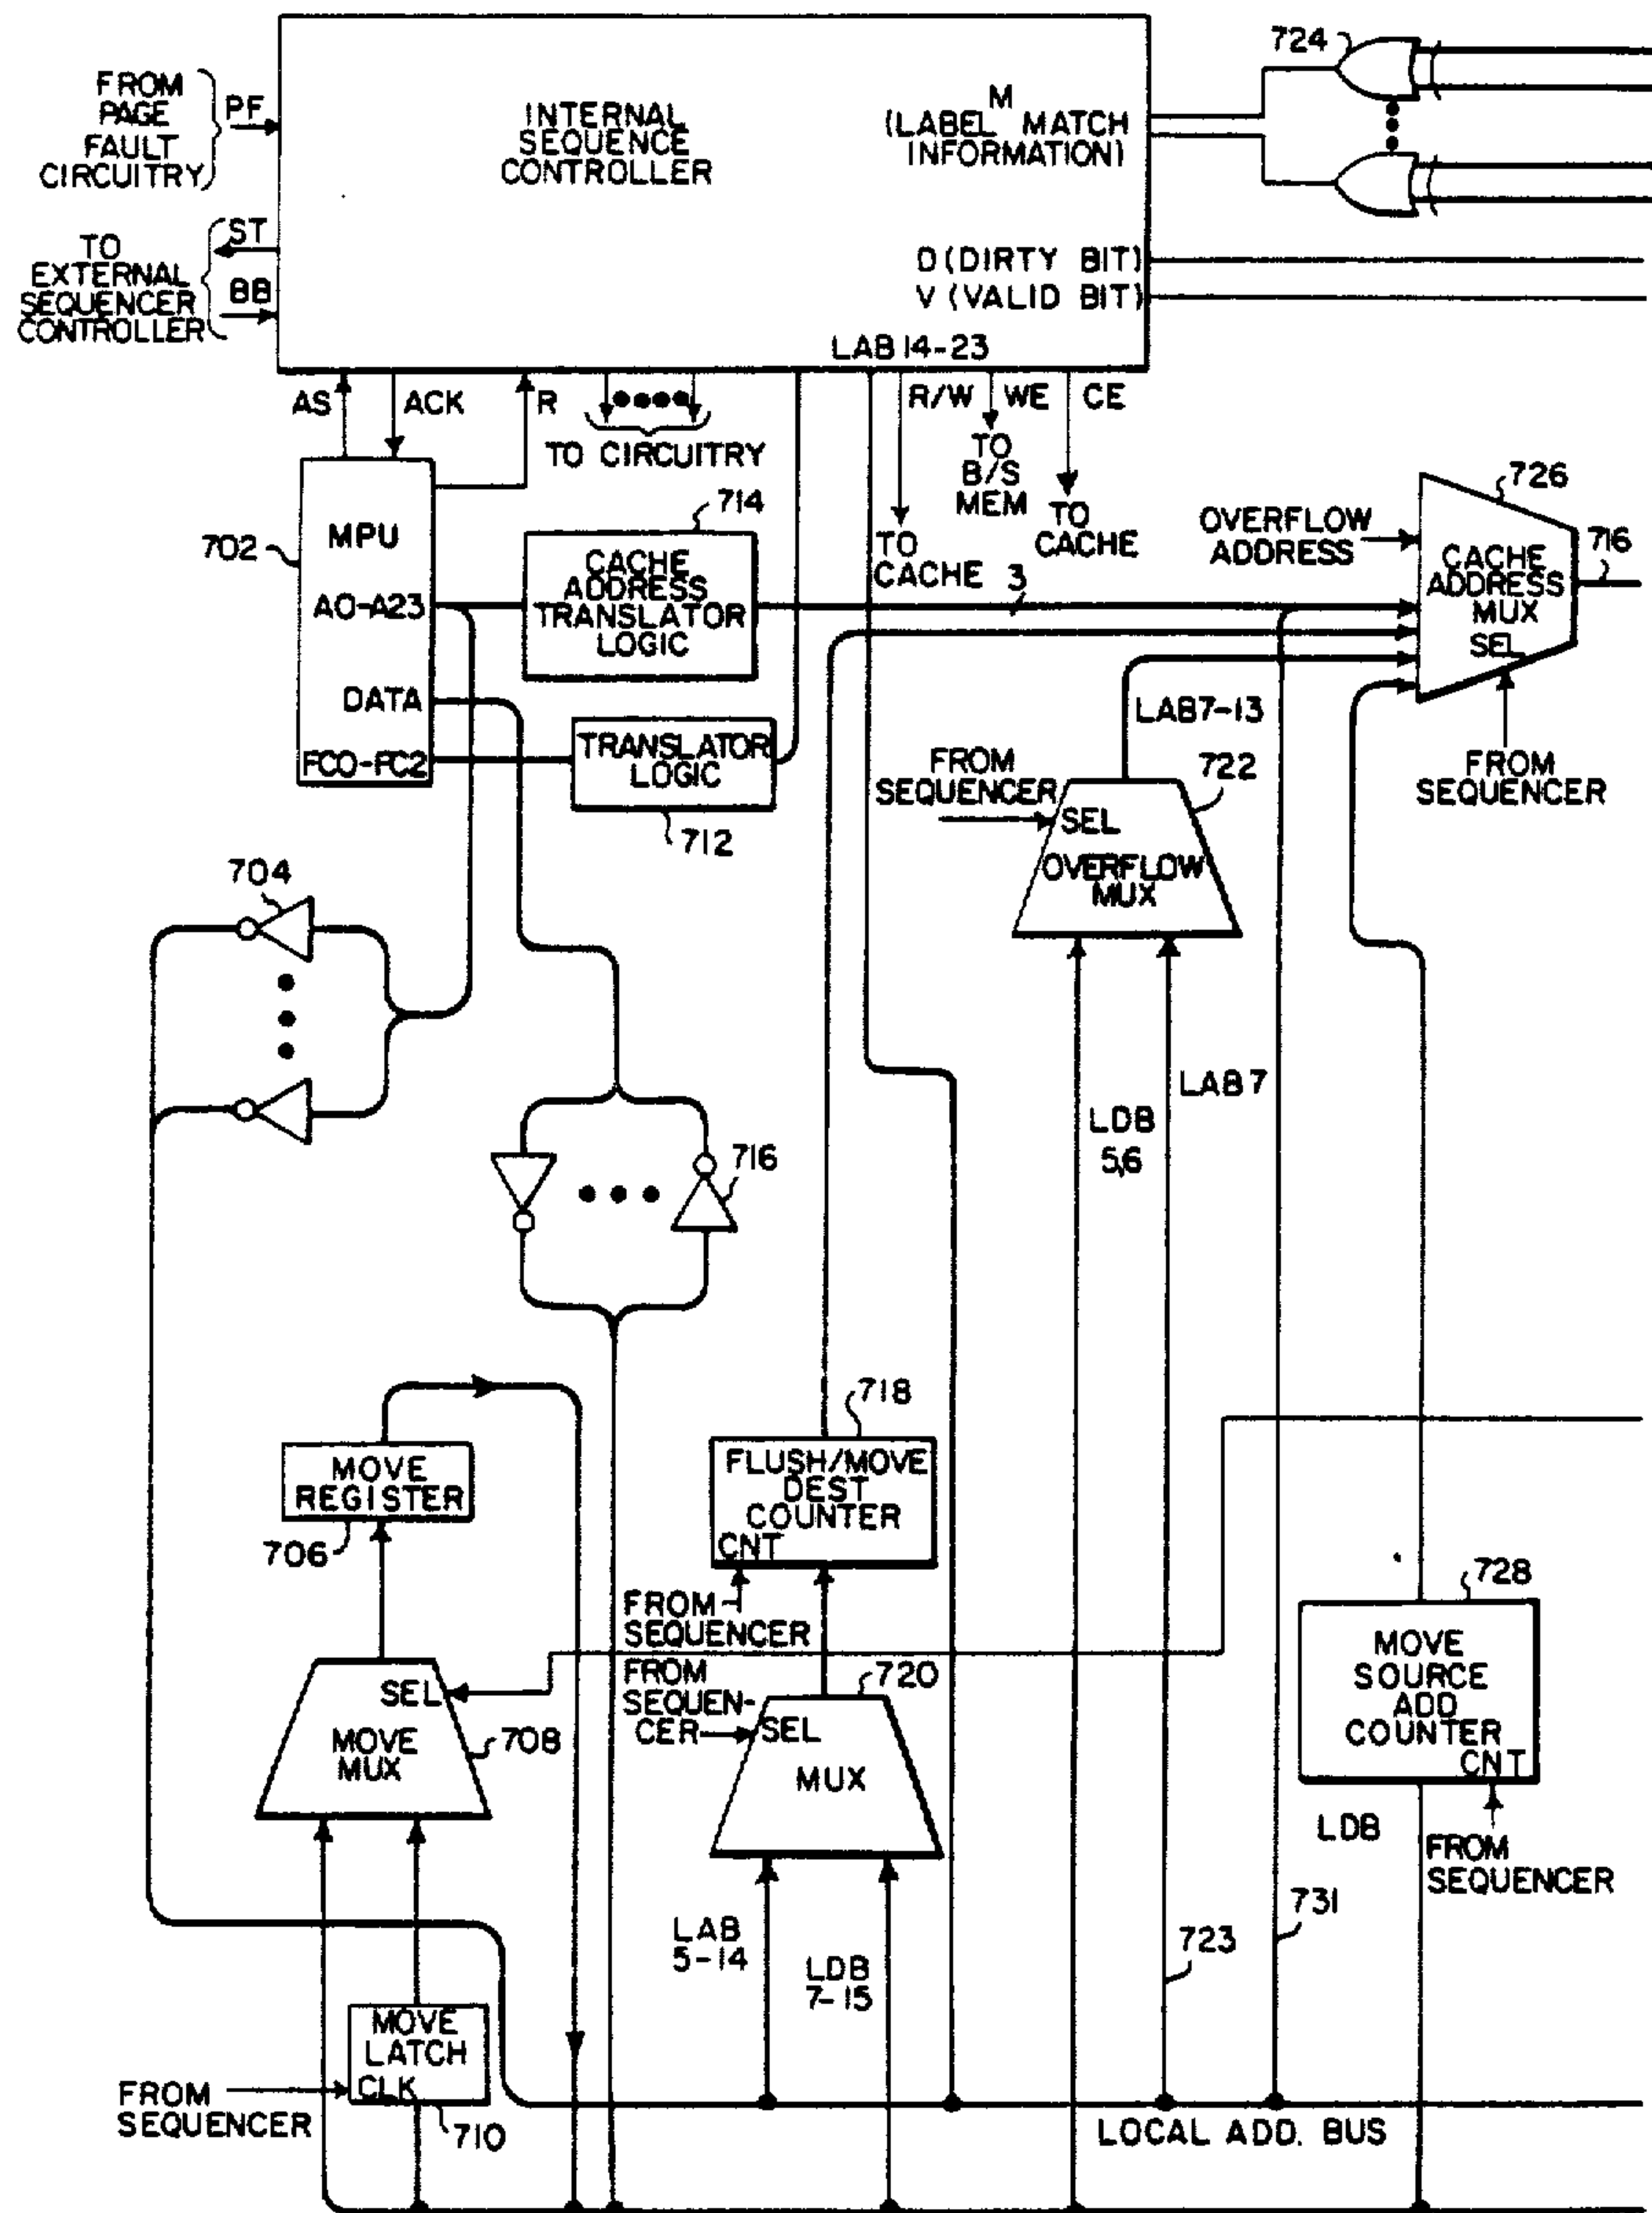 FROM
PAGE
FAULT
CIRCUITRY
PF
INTERNAL
SEQUENCE
CONTROLLER
M
(LABEL MATCH
INFORMATION)
724
TO
EXTERNAL
SEQUENCER
CONTROLLER
ST
BB
D (DIRTY BIT)
V (VALID BIT)
LAB 14-23
AS
ACK
R
TO CIRCUITRY
R/W
WE
CE
TO
CACHE
TO
B/S
MEM
TO
CACHE
702
MPU
A0-A23
DATA
FC0-FC2
714
CACHE
ADDRESS
TRANSLATOR
LOGIC
3
TRANSLATOR
LOGIC
712
OVERFLOW
ADDRESS
726
CACHE
ADDRESS
MUX
SEL
716
FROM
SEQUENCER
LAB7-13
FROM
SEQUENCER
722
SEL
OVERFLOW
MUX
704
LDB
5,6
LAB 7
716
718
FLUSH/MOVE
DEST
COUNTER
CNT
MOVE
REGISTER
706
FROM
SEQUENCER
728
MOVE
SOURCE
ADD
COUNTER
CNT
FROM
SEQUEN-
CER
720
SEL
MUX
SEL
MOVE
MUX
708
LDB
FROM
SEQUENCER
LAB
5-14
LDB
7-15
723
731
MOVE
LATCH
CLK
FROM
SEQUENCER
710
LOCAL ADD. BUS